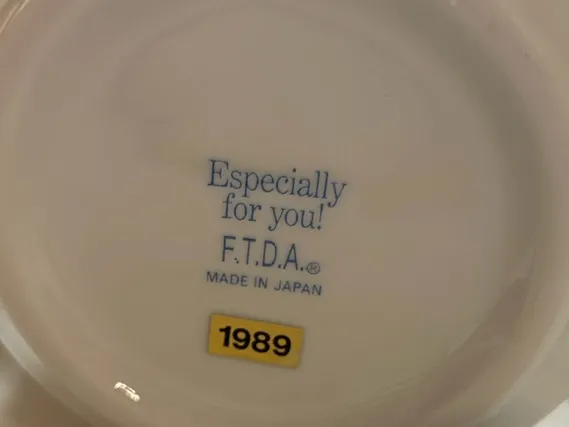 Especially
for you!
F.T.D.A.®
MADE IN JAPAN
1989